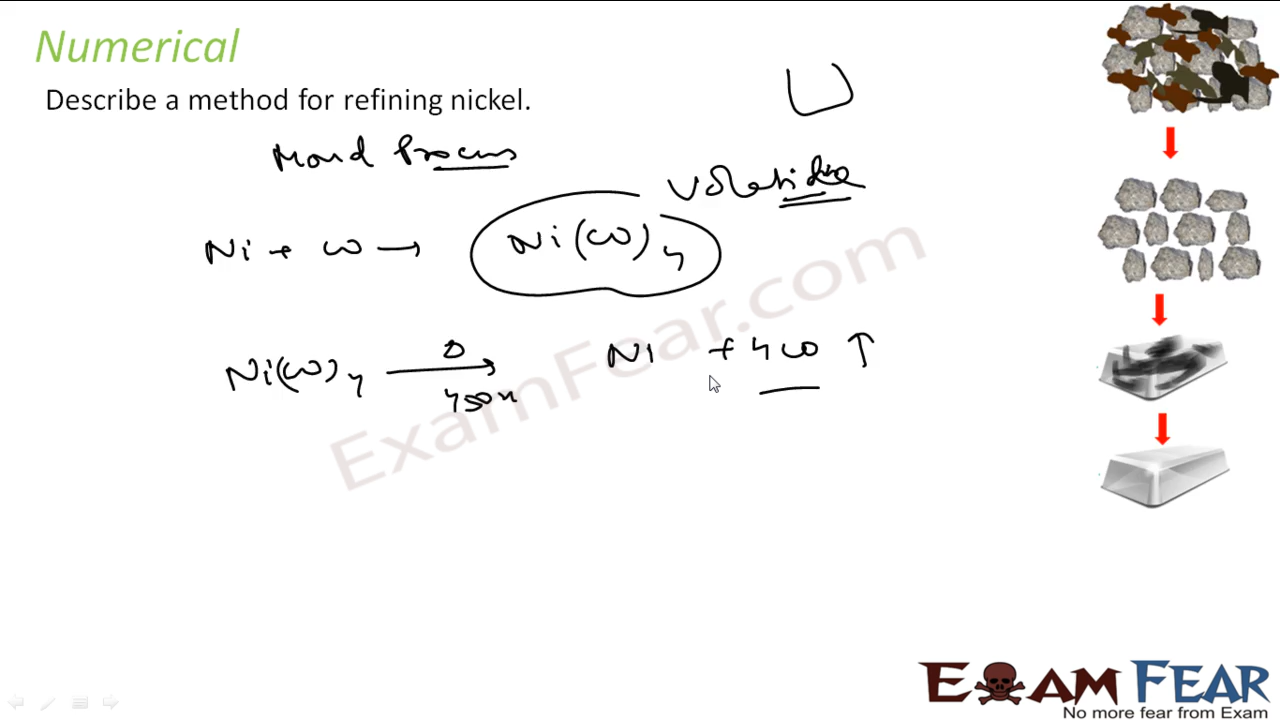 Numerical
Describe a method for refining nickel.
Mond Process
Volatile
Ni + CO → Ni(CO)4
Ni(CO)4 →Δ 450K Ni + 4CO ↑
ExamFear.com
EXAM FEAR
No more fear from Exam